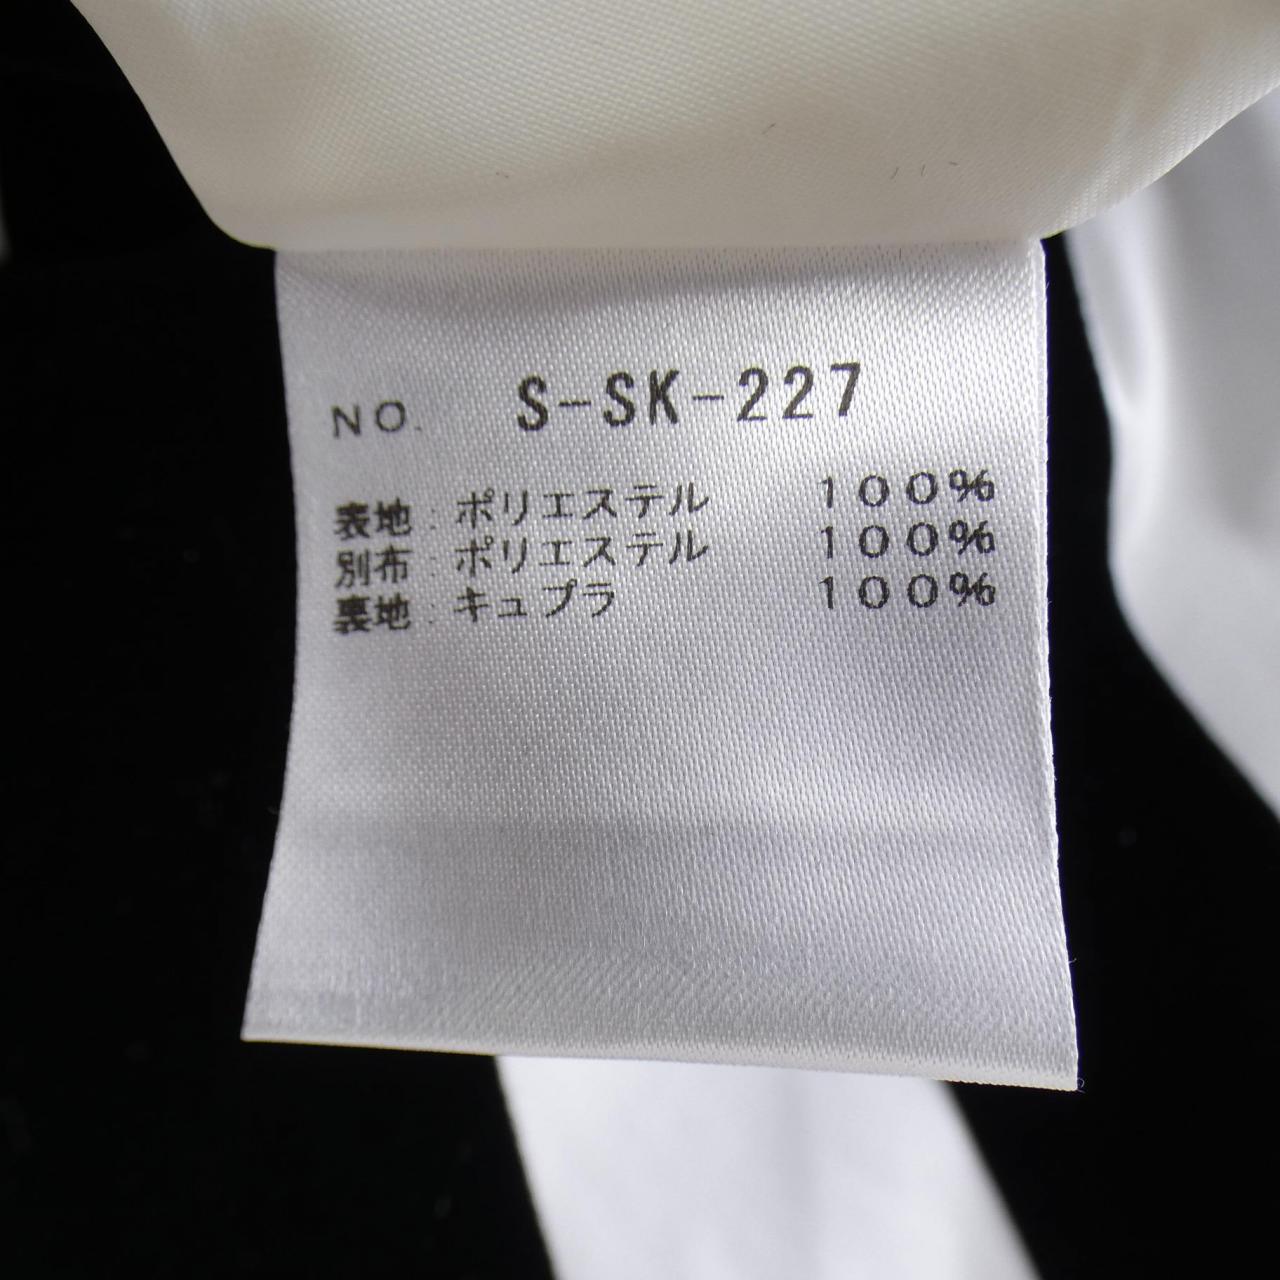 NO. S-SK-227
表地：ポリエステル 100%
別布：ポリエステル 100%
裏地：キュプラ 100%